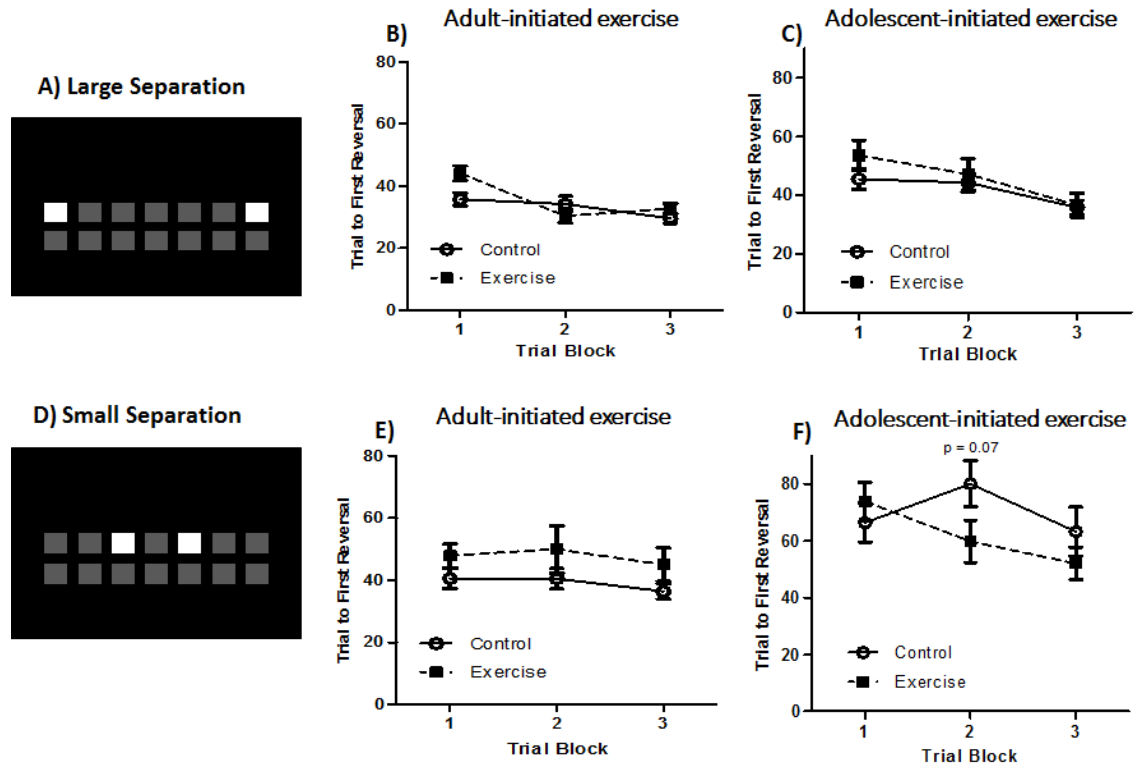 A) Large Separation
B)
Adult-initiated exercise
Trial to First Reversal
80
60
40
20
0
Control
Exercise
1 2 3
Trial Block
C)
Adolescent-initiated exercise
Trial to First Reversal
80
60
40
20
0
Control
Exercise
1 2 3
Trial Block
D) Small Separation
E)
Adult-initiated exercise
Trial to First Reversal
80
60
40
20
0
Control
Exercise
1 2 3
Trial Block
F)
Adolescent-initiated exercise
p = 0.07
Trial to First Reversal
80
60
40
20
0
Control
Exercise
1 2 3
Trial Block